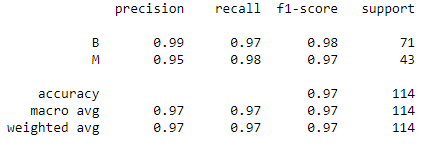 precision recall f1-score support
B 0.99 0.97 0.98 71
M 0.95 0.98 0.97 43
accuracy 0.97 114
macro avg 0.97 0.97 0.97 114
weighted avg 0.97 0.97 0.97 114